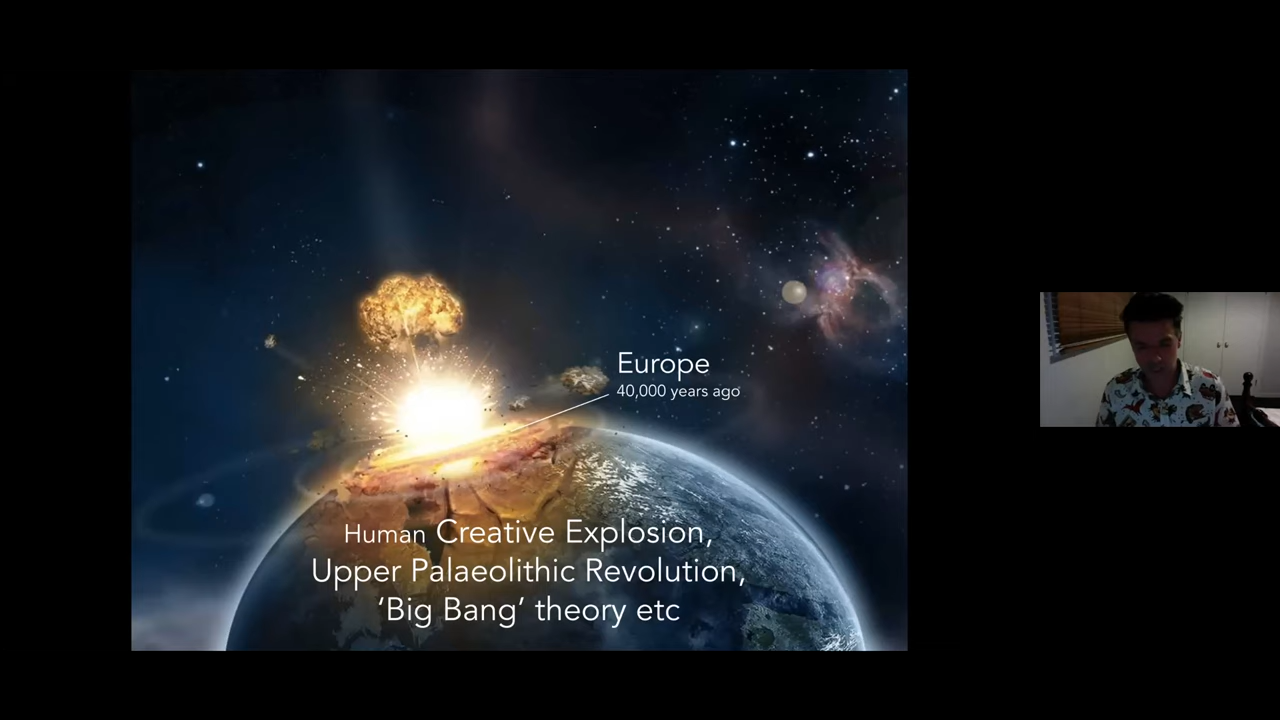 Europe
40,000 years ago
Human Creative Explosion,
Upper Palaeolithic Revolution,
‘Big Bang’ theory etc